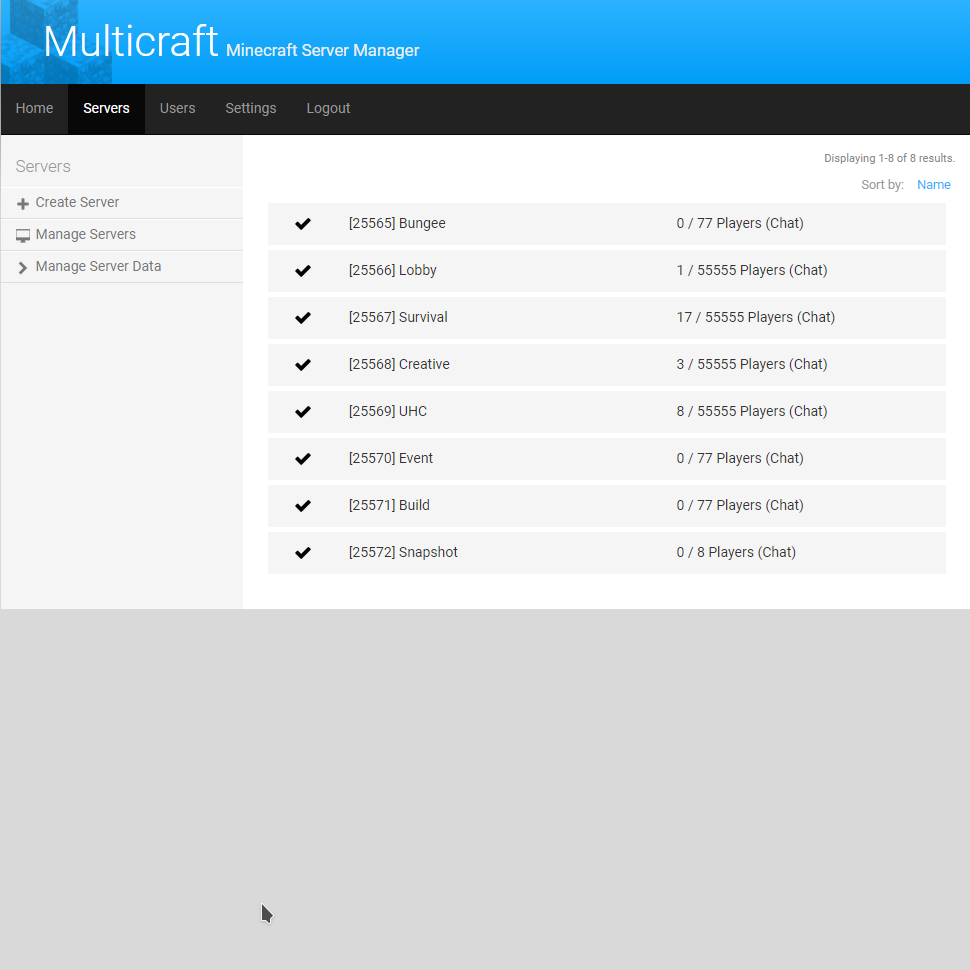 Multicraft Minecraft Server Manager
Home Servers Users Settings Logout
Servers
Create Server
Manage Servers
Manage Server Data
Displaying 1-8 of 8 results.
Sort by: Name
[25565] Bungee 0 / 77 Players (Chat)
[25566] Lobby 1 / 55555 Players (Chat)
[25567] Survival 17 / 55555 Players (Chat)
[25568] Creative 3 / 55555 Players (Chat)
[25569] UHC 8 / 55555 Players (Chat)
[25570] Event 0 / 77 Players (Chat)
[25571] Build 0 / 77 Players (Chat)
[25572] Snapshot 0 / 8 Players (Chat)